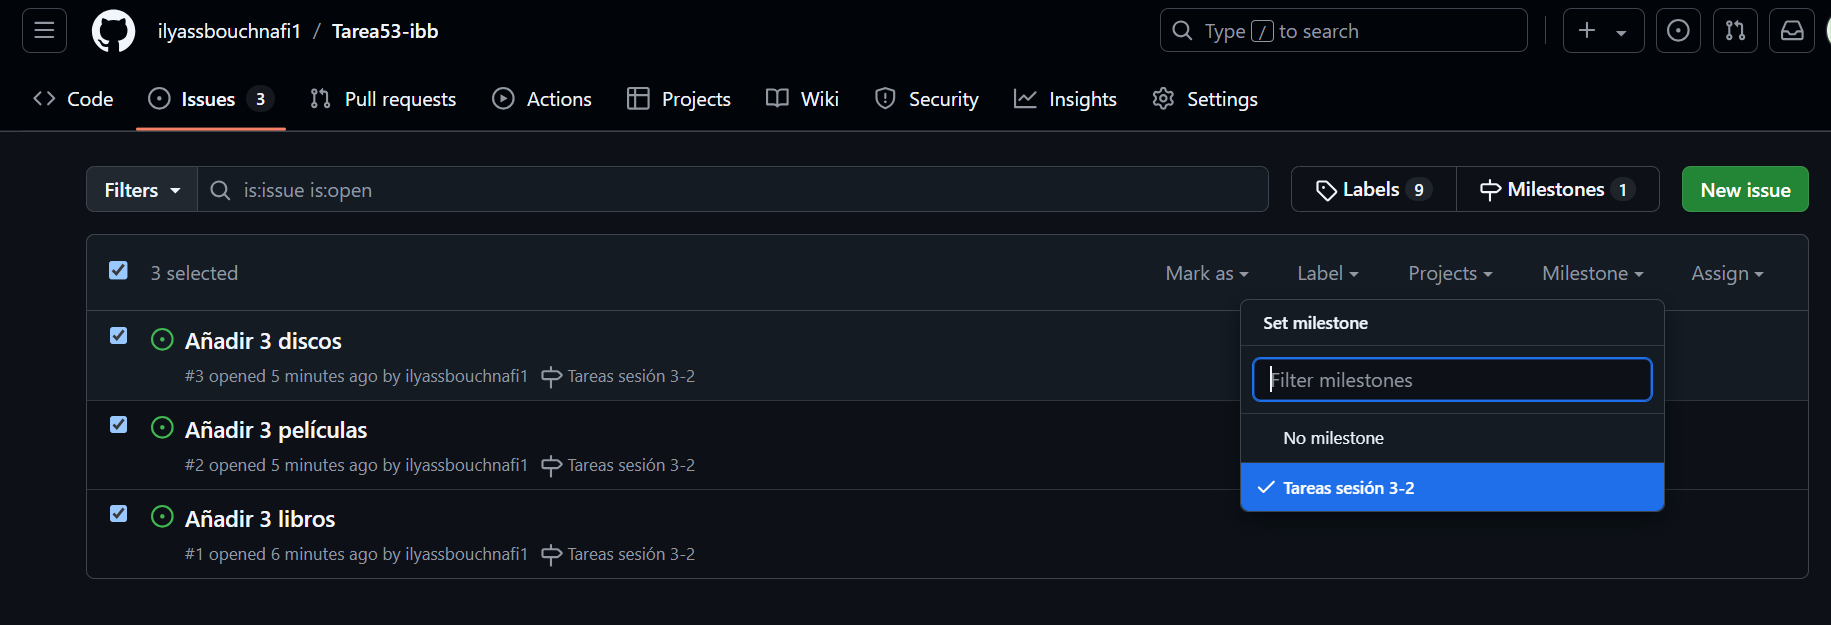 ilyassbouchnafi1 / Tarea53-ibb
Type / to search
Code
Issues 3
Pull requests
Actions
Projects
Wiki
Security
Insights
Settings
Filters
is:issue is:open
Labels 9
Milestones 1
New issue
3 selected
Mark as
Label
Projects
Milestone
Assign
Set milestone
Filter milestones
No milestone
Tareas sesión 3-2
Añadir 3 discos
#3 opened 5 minutes ago by ilyassbouchnafi1 Tareas sesión 3-2
Añadir 3 películas
#2 opened 5 minutes ago by ilyassbouchnafi1 Tareas sesión 3-2
Añadir 3 libros
#1 opened 6 minutes ago by ilyassbouchnafi1 Tareas sesión 3-2